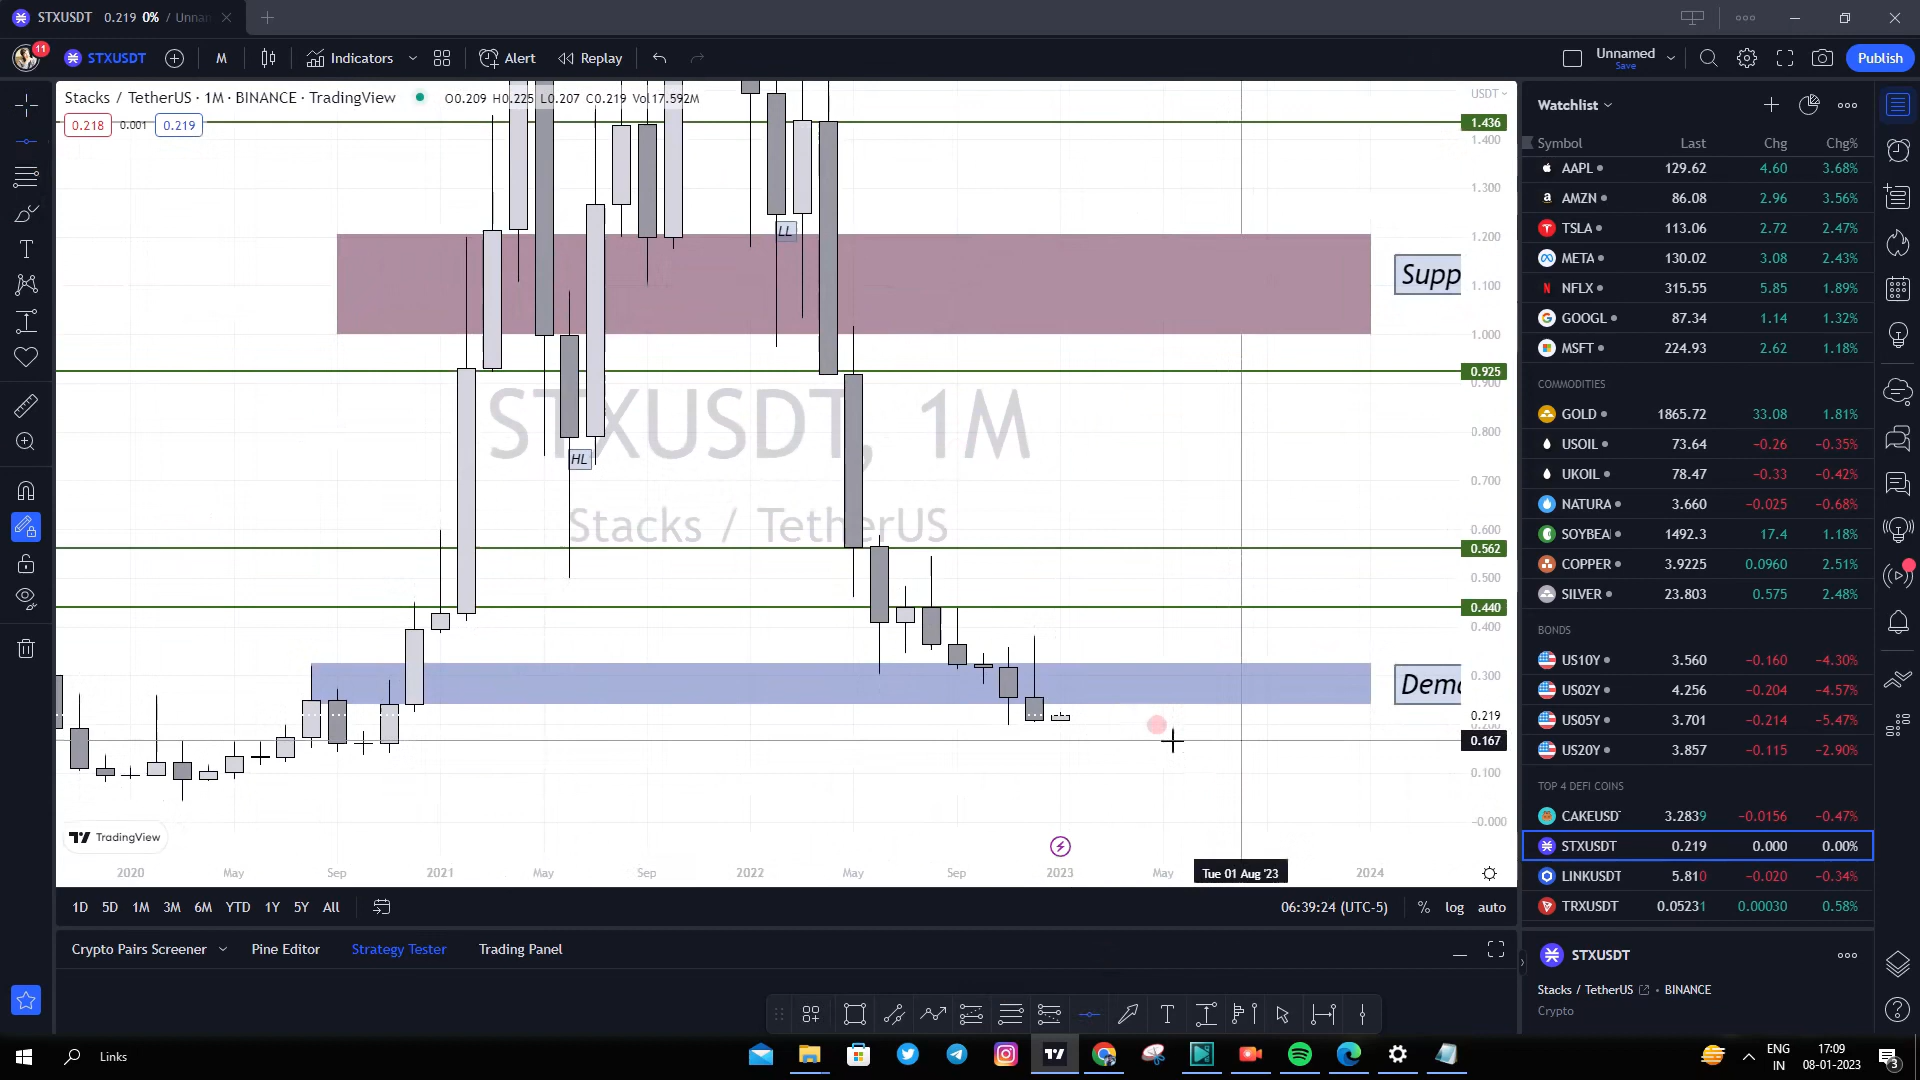 STXUSDT 0.219 0% / Unnan
11 STXUSDT M Indicators Alert Replay Unnamed Save Publish
Stacks / TetherUS · 1M · BINANCE · TradingView O0.209 H0.225 L0.207 C0.219 Vol17.592M
0.218 0.001 0.219
USDT
1.436
1.400
1.300
1.200
1.100
1.000
0.925
0.900
0.800
0.700
0.600
0.562
0.500
0.440
0.400
0.300
0.219
0.167
0.100
−0.000
LL
Supp
STXUSDT, 1M
HL
Stacks / TetherUS
Dema
TradingView
2020 May Sep 2021 May Sep 2022 May Sep 2023 May Tue 01 Aug '23 2024
1D 5D 1M 3M 6M YTD 1Y 5Y All 06:39:24 (UTC-5) % log auto
Crypto Pairs Screener Pine Editor Strategy Tester Trading Panel
Watchlist
Symbol Last Chg Chg%
AAPL 129.62 4.60 3.68%
AMZN 86.08 2.96 3.56%
TSLA 113.06 2.72 2.47%
META 130.02 3.08 2.43%
NFLX 315.55 5.85 1.89%
GOOGL 87.34 1.14 1.32%
MSFT 224.93 2.62 1.18%
COMMODITIES
GOLD 1865.72 33.08 1.81%
USOIL 73.64 −0.26 −0.35%
UKOIL 78.47 −0.33 −0.42%
NATURA 3.660 −0.025 −0.68%
SOYBEA 1492.3 17.4 1.18%
COPPER 3.9225 0.0960 2.51%
SILVER 23.803 0.575 2.48%
BONDS
US10Y 3.560 −0.160 −4.30%
US02Y 4.256 −0.204 −4.57%
US05Y 3.701 −0.214 −5.47%
US20Y 3.857 −0.115 −2.90%
TOP 4 DEFI COINS
CAKEUSD 3.2839 −0.0156 −0.47%
STXUSDT 0.219 0.000 0.00%
LINKUSDT 5.810 −0.020 −0.34%
TRXUSDT 0.05231 0.00030 0.58%
STXUSDT
Stacks / TetherUS • BINANCE
Crypto
Links
ENG
IN
17:09
08-01-2023
3